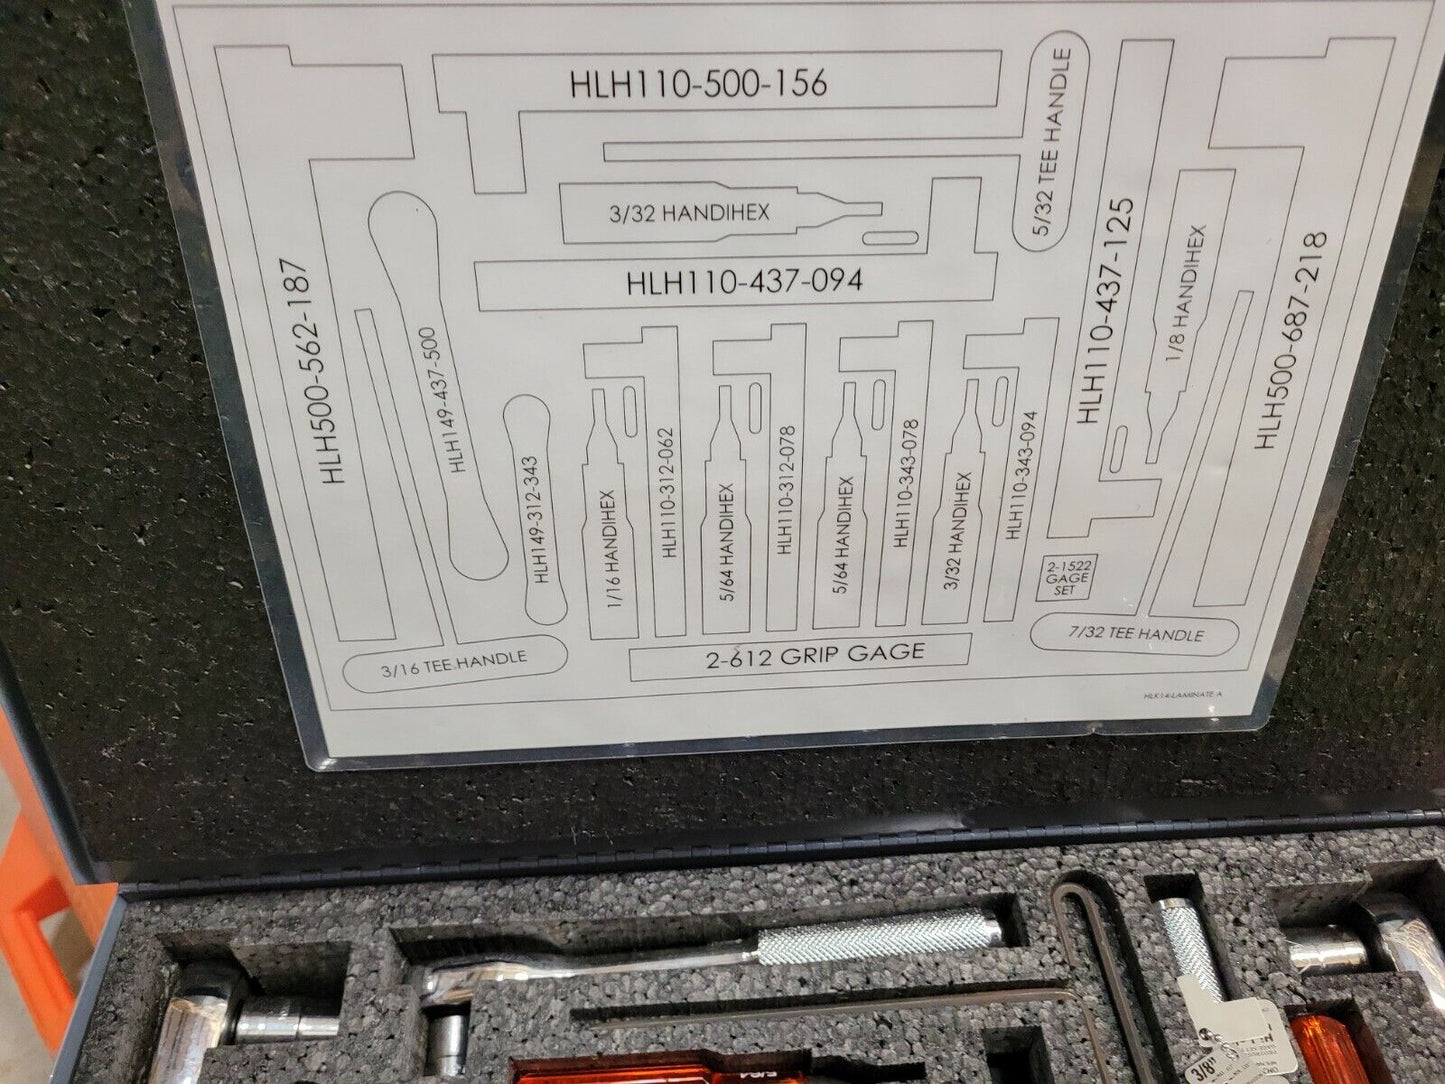 HLH110-500-156
5/32 TEE HANDLE
3/32 HANDIHEX
HLH110-437-094
HLH500-562-187
HLH149-437-500
HLH149-312-343
1/16 HANDIHEX
HLH110-312-062
5/64 HANDIHEX
HLH110-312-078
5/64 HANDIHEX
HLH110-343-078
3/32 HANDIHEX
HLH110-343-094
HLH110-437-125
1/8 HANDIHEX
HLH500-687-218
2-1522
GAGE
SET
3/16 TEE HANDLE
2-612 GRIP GAGE
7/32 TEE HANDLE
HLK14-LAMINATE A
5/64
3/8"